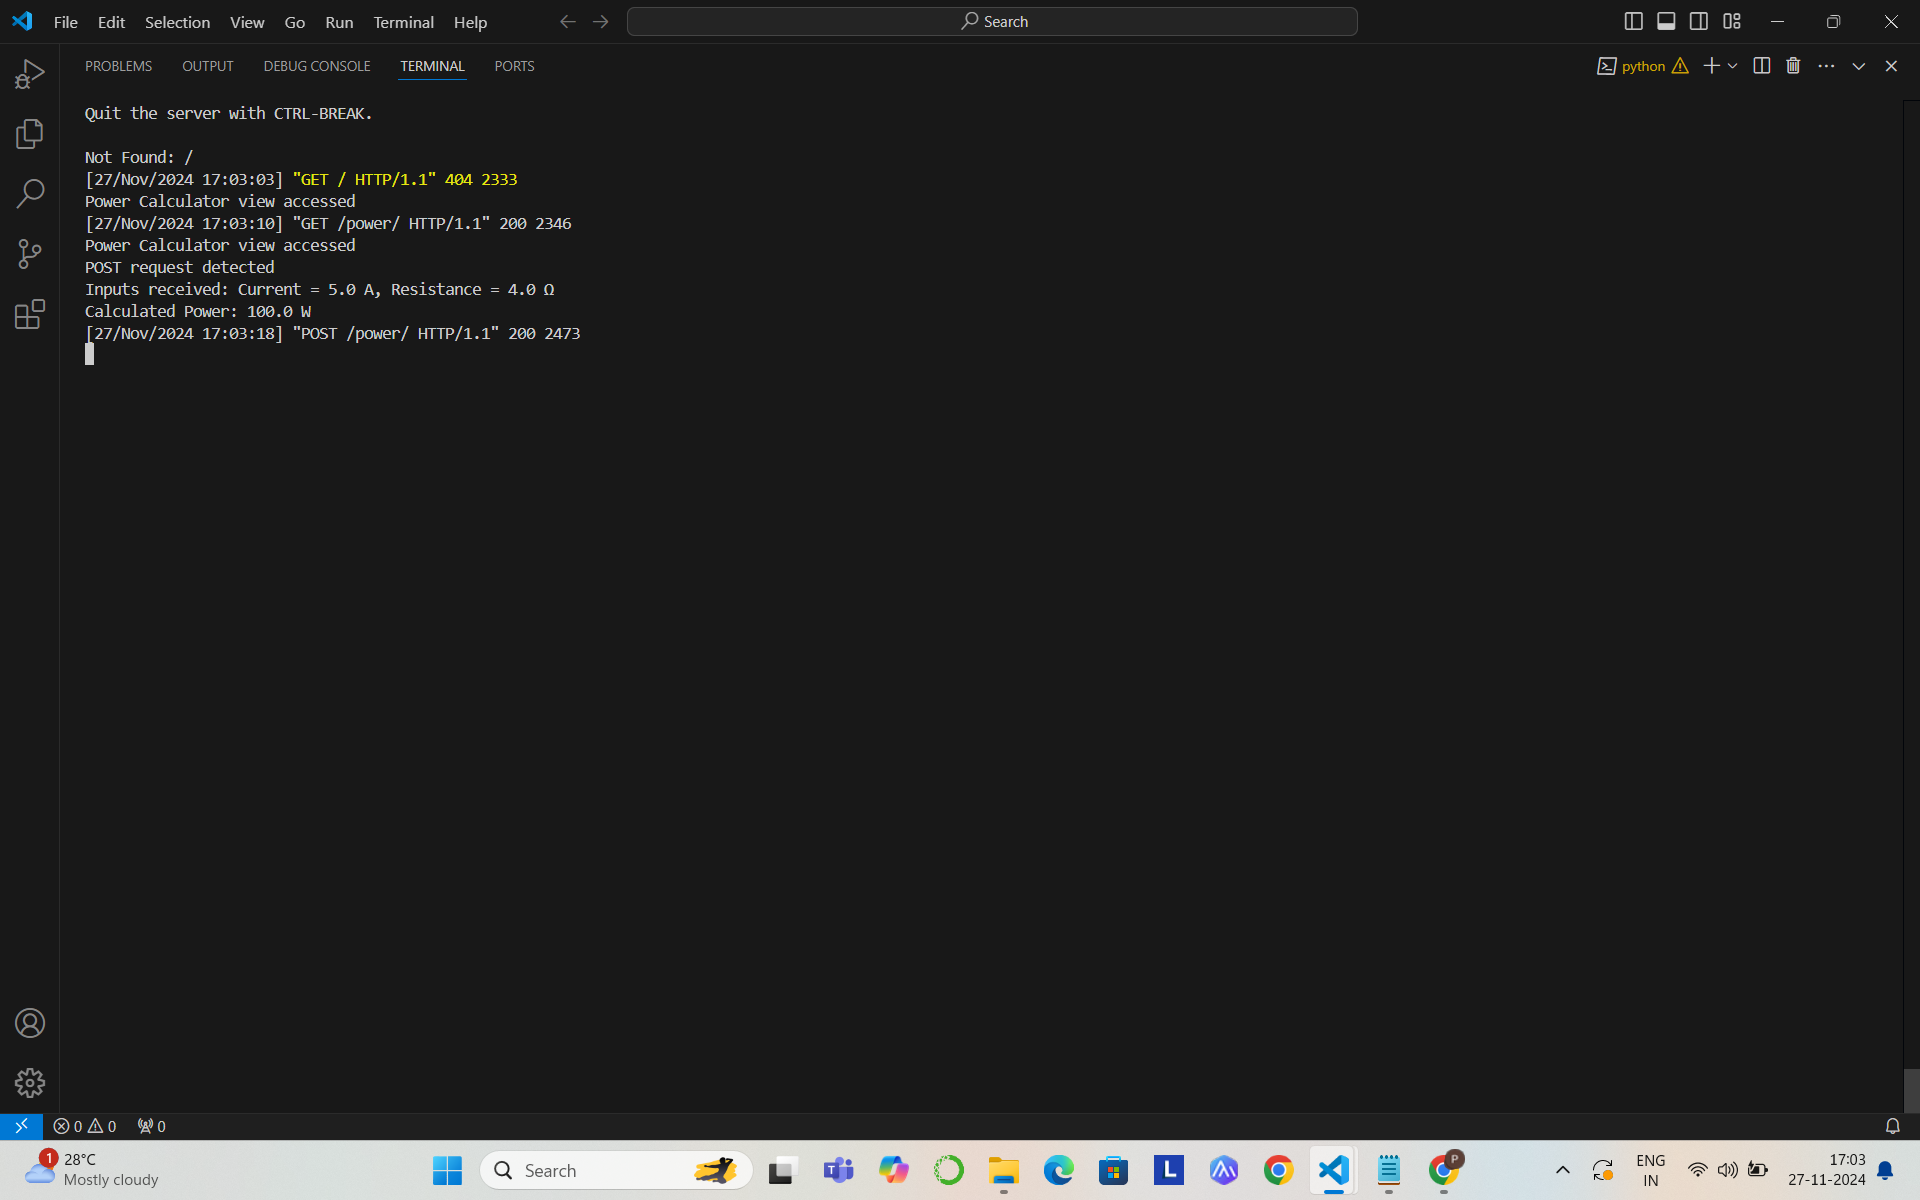 File Edit Selection View Go Run Terminal Help
Search
PROBLEMS OUTPUT DEBUG CONSOLE TERMINAL PORTS
python
Quit the server with CTRL-BREAK.
Not Found: /
[27/Nov/2024 17:03:03] "GET / HTTP/1.1" 404 2333
Power Calculator view accessed
[27/Nov/2024 17:03:10] "GET /power/ HTTP/1.1" 200 2346
Power Calculator view accessed
POST request detected
Inputs received: Current = 5.0 A, Resistance = 4.0 Ω
Calculated Power: 100.0 W
[27/Nov/2024 17:03:18] "POST /power/ HTTP/1.1" 200 2473
0 0 0
1
28°C
Mostly cloudy
Search
T
L
P
ENG
IN
17:03
27-11-2024